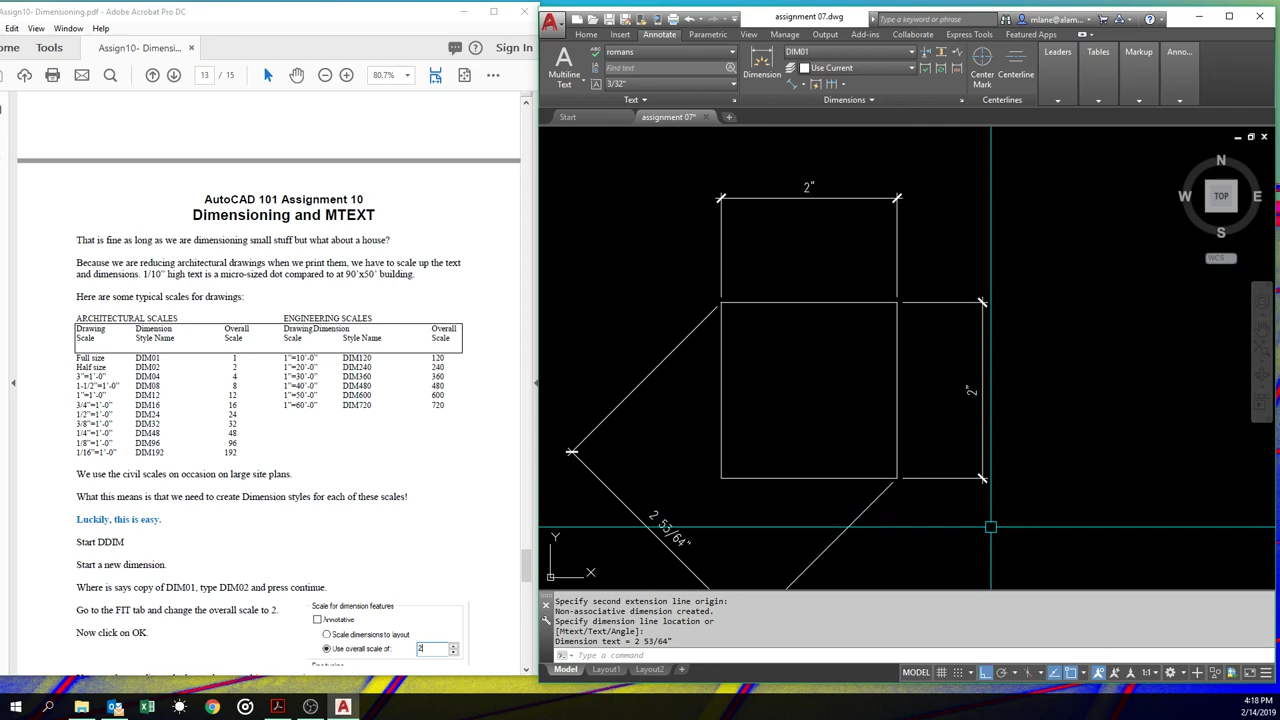 Assign10- Dimensioning.pdf - Adobe Acrobat Pro DC
Edit View Window Help
Tools
Assign10- Dimensi...
Sign In
13 / 15
80.7%
AutoCAD 101 Assignment 10
Dimensioning and MTEXT
That is fine as long as we are dimensioning small stuff but what about a house?
Because we are reducing architectural drawings when we print them, we have to scale up the text
and dimensions. 1/10” high text is a micro-sized dot compared to at 90’x50’ building.
Here are some typical scales for drawings:
ARCHITECTURAL SCALES ENGINEERING SCALES
Drawing Dimension Overall DrawingDimension Overall
Scale Style Name Scale Scale Style Name Scale
Full size DIM01 1 1”=10’-0” DIM120 120
Half size DIM02 2 1”=20’-0” DIM240 240
3”=1’-0” DIM04 4 1”=30’-0” DIM360 360
1-1/2”=1’-0” DIM08 8 1”=40’-0” DIM480 480
1”=1’-0” DIM12 12 1”=50’-0” DIM600 600
3/4”=1’-0” DIM16 16 1”=60’-0” DIM720 720
1/2”=1’-0” DIM24 24
3/8”=1’-0” DIM32 32
1/4”=1’-0” DIM48 48
1/8”=1’-0” DIM96 96
1/16”=1’-0” DIM192 192
We use the civil scales on occasion on large site plans.
What this means is that we need to create Dimension styles for each of these scales!
Luckily, this is easy.
Start DDIM
Start a new dimension.
Where is says copy of DIM01, type DIM02 and press continue.
Go to the FIT tab and change the overall scale to 2.
Now click on OK.
Scale for dimension features
Annotative
Scale dimensions to layout
Use overall scale of: 2
assignment 07.dwg
Type a keyword or phrase
mlane@alam...
Home Insert Annotate Parametric View Manage Output Add-ins Collaborate Express Tools Featured Apps
Multiline
Text
romans
Find text
3/32"
Text
Dimension
DIM01
Use Current
Dimensions
Center
Mark
Centerline
Centerlines
Leaders
Tables
Markup
Anno...
Start
assignment 07*
N
W TOP E
S
WCS
2"
2"
2 53/64"
Y
X
Specify second extension line origin:
Non-associative dimension created.
Specify dimension line location or
[Mtext/Text/Angle]:
Dimension text = 2 53/64"
Type a command
Model Layout1 Layout2
MODEL
1:1
4:18 PM
2/14/2019